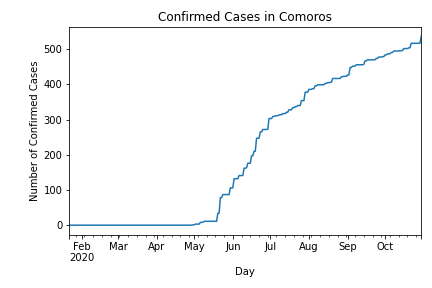 Confirmed Cases in Comoros
Number of Confirmed Cases
500
400
300
200
100
0
Feb Mar Apr May Jun Jul Aug Sep Oct
2020
Day